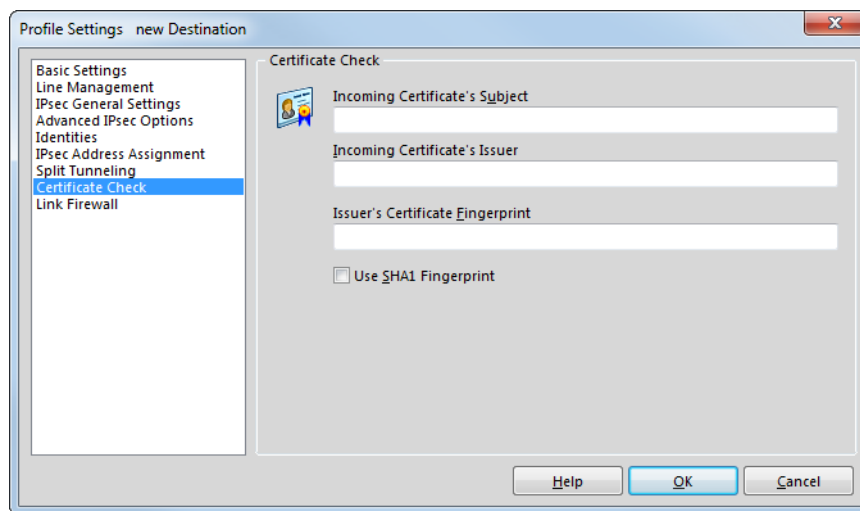 Profile Settings new Destination
Basic Settings
Line Management
IPsec General Settings
Advanced IPsec Options
Identities
IPsec Address Assignment
Split Tunneling
Certificate Check
Link Firewall
Certificate Check
Incoming Certificate's Subject
Incoming Certificate's Issuer
Issuer's Certificate Fingerprint
Use SHA1 Fingerprint
Help
OK
Cancel